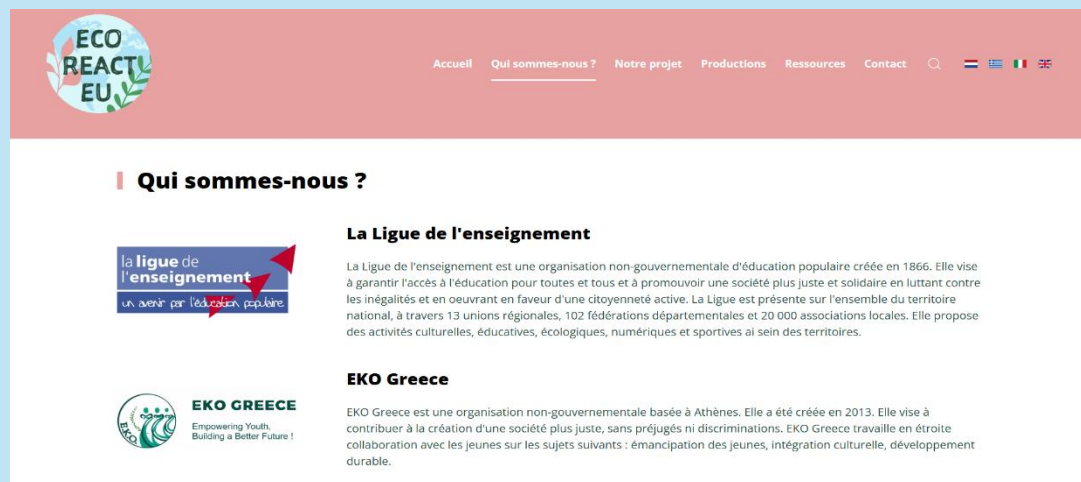 ECO
REACT
EU
Accueil Qui sommes-nous ? Notre projet Productions Ressources Contact
Qui sommes-nous ?
la ligue de
l'enseignement
un avenir par l'éducation populaire
La Ligue de l'enseignement
La Ligue de l'enseignement est une organisation non-gouvernementale d'éducation populaire créée en 1866. Elle vise
à garantir l'accès à l'éducation pour toutes et tous et à promouvoir une société plus juste et solidaire en luttant contre
les inégalités et en oeuvrant en faveur d'une citoyenneté active. La Ligue est présente sur l'ensemble du territoire
national, à travers 13 unions régionales, 102 fédérations départementales et 20 000 associations locales. Elle propose
des activités culturelles, éducatives, écologiques, numériques et sportives ai sein des territoires.
EKO
EKO GREECE
Empowering Youth,
Building a Better Future !
EKO Greece
EKO Greece est une organisation non-gouvernementale basée à Athènes. Elle a été créée en 2013. Elle vise à
contribuer à la création d'une société plus juste, sans préjugés ni discriminations. EKO Greece travaille en étroite
collaboration avec les jeunes sur les sujets suivants : émancipation des jeunes, intégration culturelle, développement
durable.